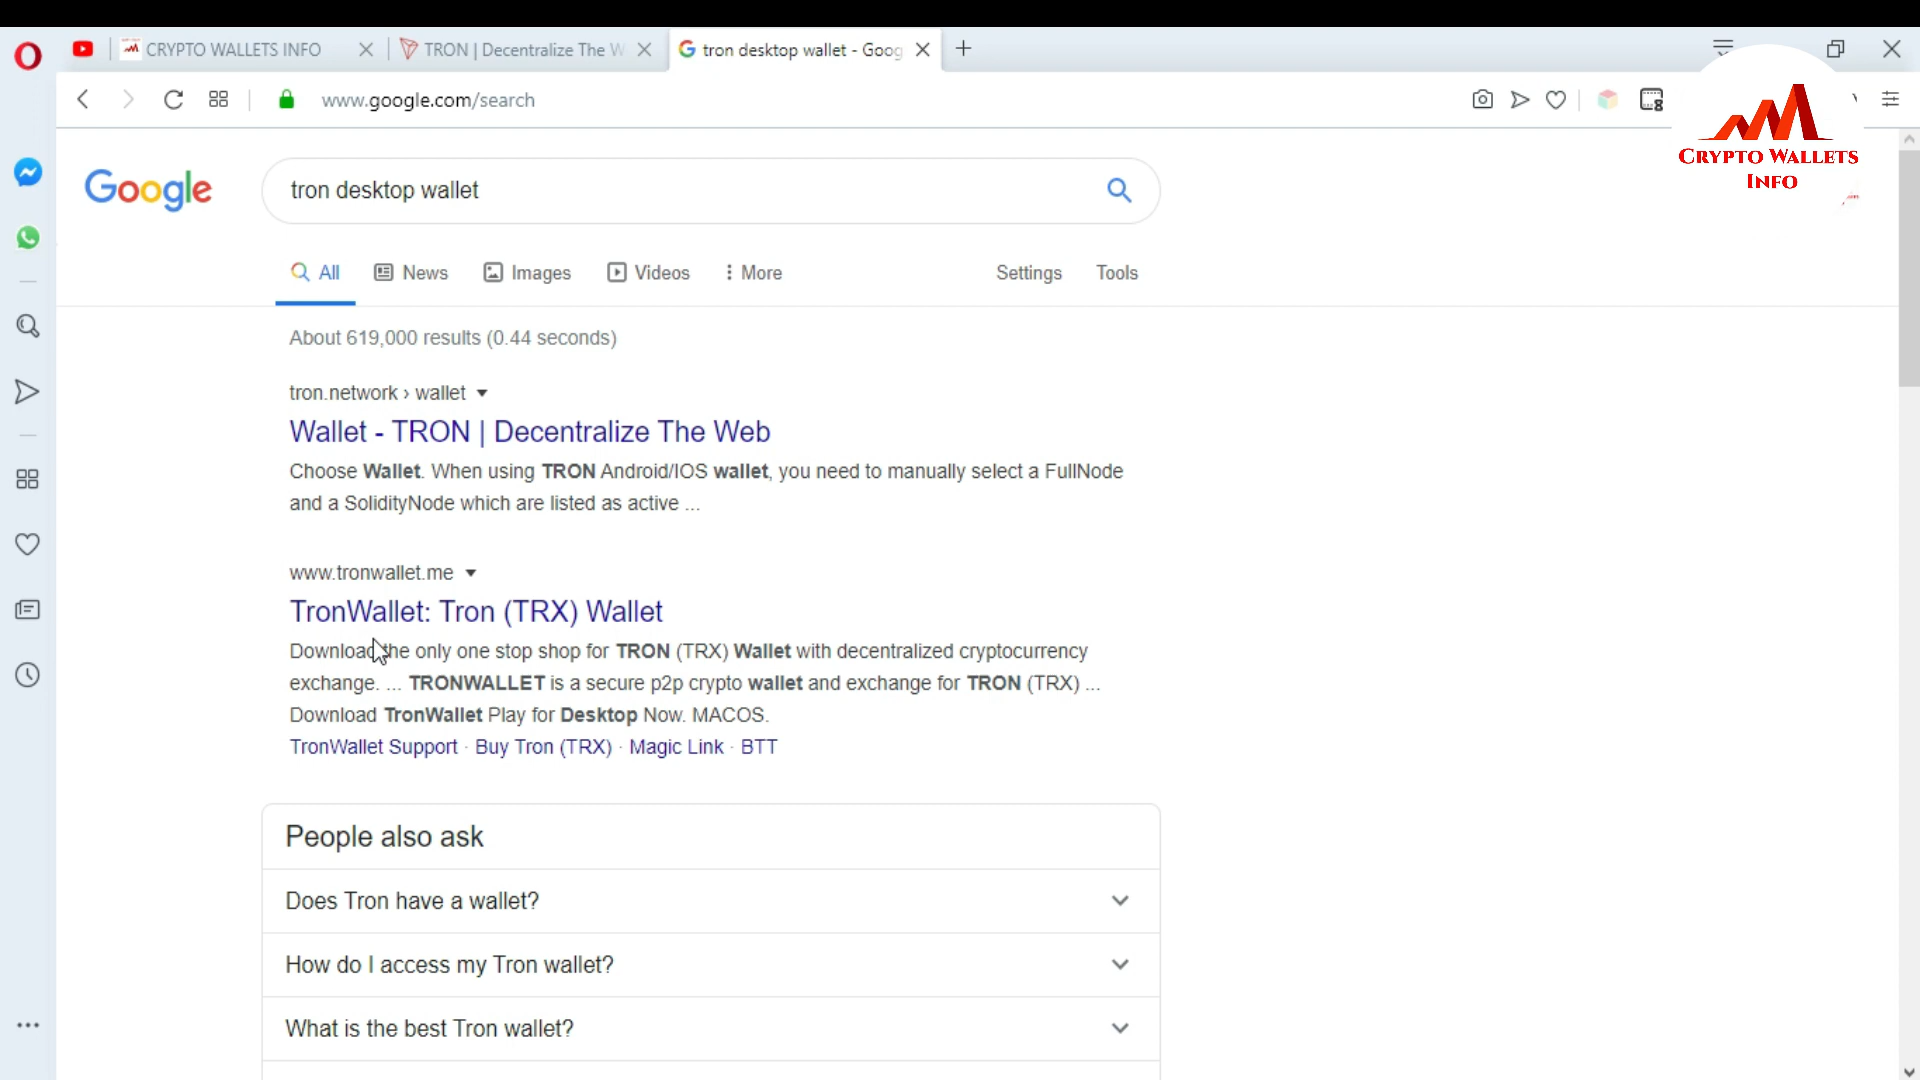 CRYPTO WALLETS INFO
TRON | Decentralize The W
tron desktop wallet - Goog
www.google.com/search
CRYPTO WALLETS
INFO
Google
tron desktop wallet
All
News
Images
Videos
More
Settings
Tools
About 619,000 results (0.44 seconds)
tron.network › wallet
Wallet - TRON | Decentralize The Web
Choose Wallet. When using TRON Android/IOS wallet, you need to manually select a FullNode
and a SolidityNode which are listed as active ...
www.tronwallet.me
TronWallet: Tron (TRX) Wallet
Download the only one stop shop for TRON (TRX) Wallet with decentralized cryptocurrency
exchange. ... TRONWALLET is a secure p2p crypto wallet and exchange for TRON (TRX) ...
Download TronWallet Play for Desktop Now. MACOS.
TronWallet Support · Buy Tron (TRX) · Magic Link · BTT
People also ask
Does Tron have a wallet?
How do I access my Tron wallet?
What is the best Tron wallet?